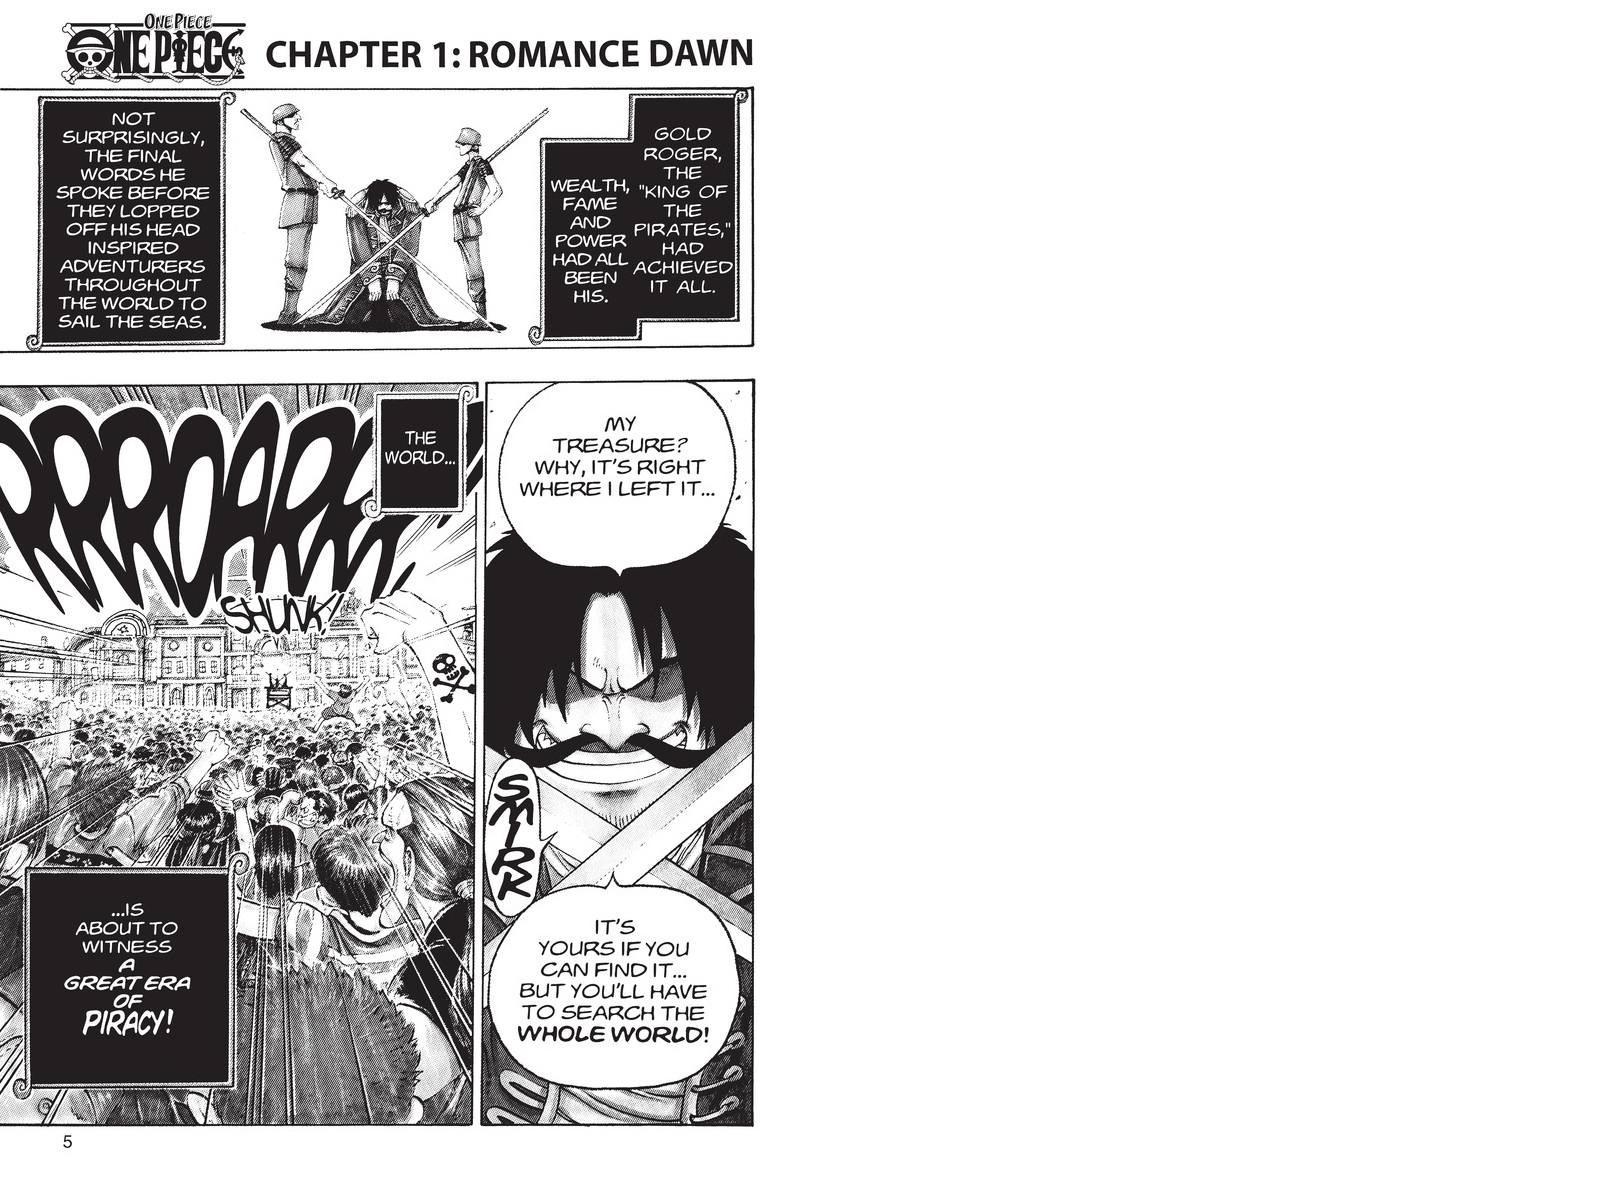 ONE PIECE
ONE PIECE
CHAPTER 1: ROMANCE DAWN
GOLD
ROGER,
THE
"KING OF
THE
PIRATES,"
HAD
ACHIEVED
IT ALL.
WEALTH,
FAME
AND
POWER
HAD ALL
BEEN
HIS.
NOT
SURPRISINGLY,
THE FINAL
WORDS HE
SPOKE BEFORE
THEY LOPPED
OFF HIS HEAD
INSPIRED
ADVENTURERS
THROUGHOUT
THE WORLD TO
SAIL THE SEAS.
MY
TREASURE?
WHY, IT'S RIGHT
WHERE I LEFT IT...
SMIRK
IT'S
YOURS IF YOU
CAN FIND IT...
BUT YOU'LL HAVE
TO SEARCH THE
WHOLE WORLD!
THE
WORLD...
RRRROARRR
SHUNK!
...IS
ABOUT TO
WITNESS
A
GREAT ERA
OF
PIRACY!
5